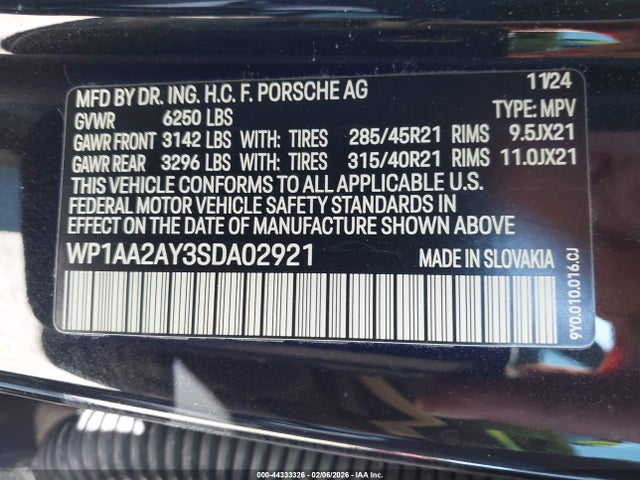 MFD BY DR. ING. H.C. F. PORSCHE AG 11/24
GVWR 6250 LBS TYPE: MPV
GAWR FRONT 3142 LBS WITH: TIRES 285/45R21 RIMS 9.5JX21
GAWR REAR 3296 LBS WITH: TIRES 315/40R21 RIMS 11.0JX21
THIS VEHICLE CONFORMS TO ALL APPLICABLE U.S.
FEDERAL MOTOR VEHICLE SAFETY STANDARDS IN
EFFECT ON THE DATE OF MANUFACTURE SHOWN ABOVE
WP1AA2AY3SDA02921 MADE IN SLOVAKIA
9Y0.010.016.CJ
000-44333326 - 02/06/2026 - IAA Inc.